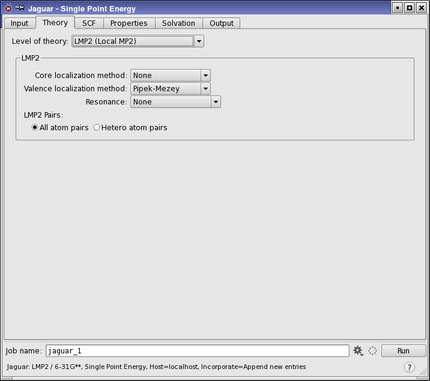 Jaguar - Single Point Energy
Input Theory SCF Properties Solvation Output
Level of theory: LMP2 (Local MP2)
LMP2
Core localization method: None
Valence localization method: Pipek-Mezey
Resonance: None
LMP2 Pairs:
All atom pairs Hetero atom pairs
Job name: jaguar_1 Run
Jaguar: LMP2 / 6-31G**, Single Point Energy, Host=localhost, Incorporate=Append new entries ?